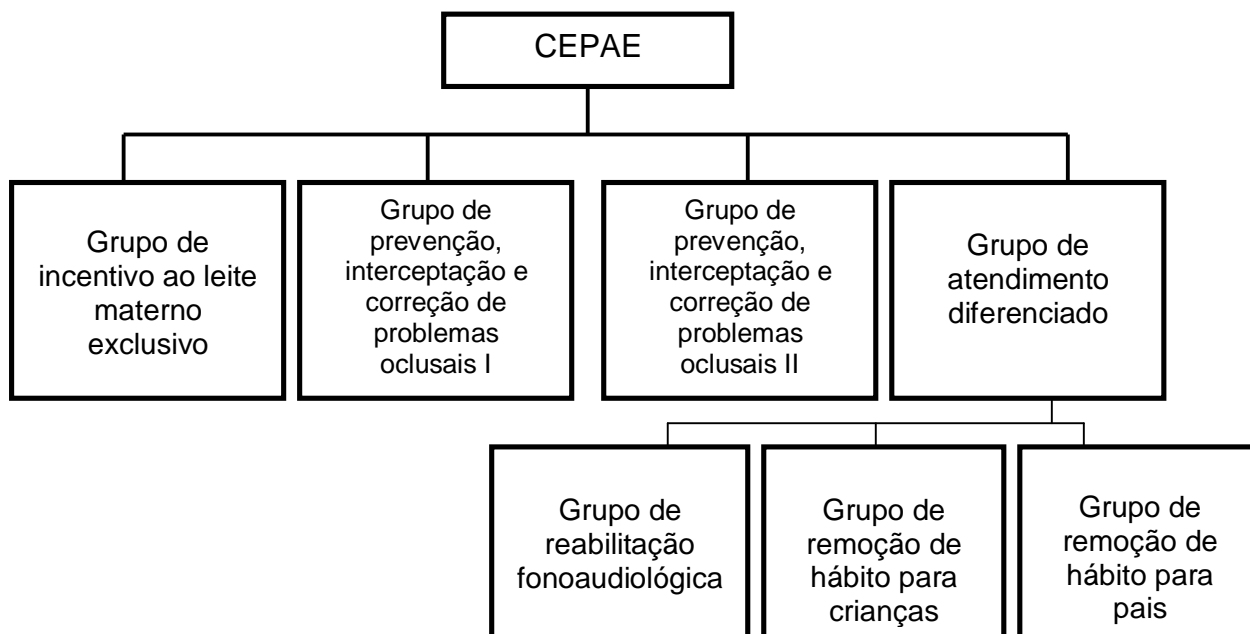 CEPAE
Grupo de
incentivo ao leite
materno
exclusivo
Grupo de
prevenção,
interceptação e
correção de
problemas
oclusais I
Grupo de
prevenção,
interceptação e
correção de
problemas
oclusais II
Grupo de
atendimento
diferenciado
Grupo de
reabilitação
fonoaudiológica
Grupo de
remoção de
hábito para
crianças
Grupo de
remoção de
hábito para
pais